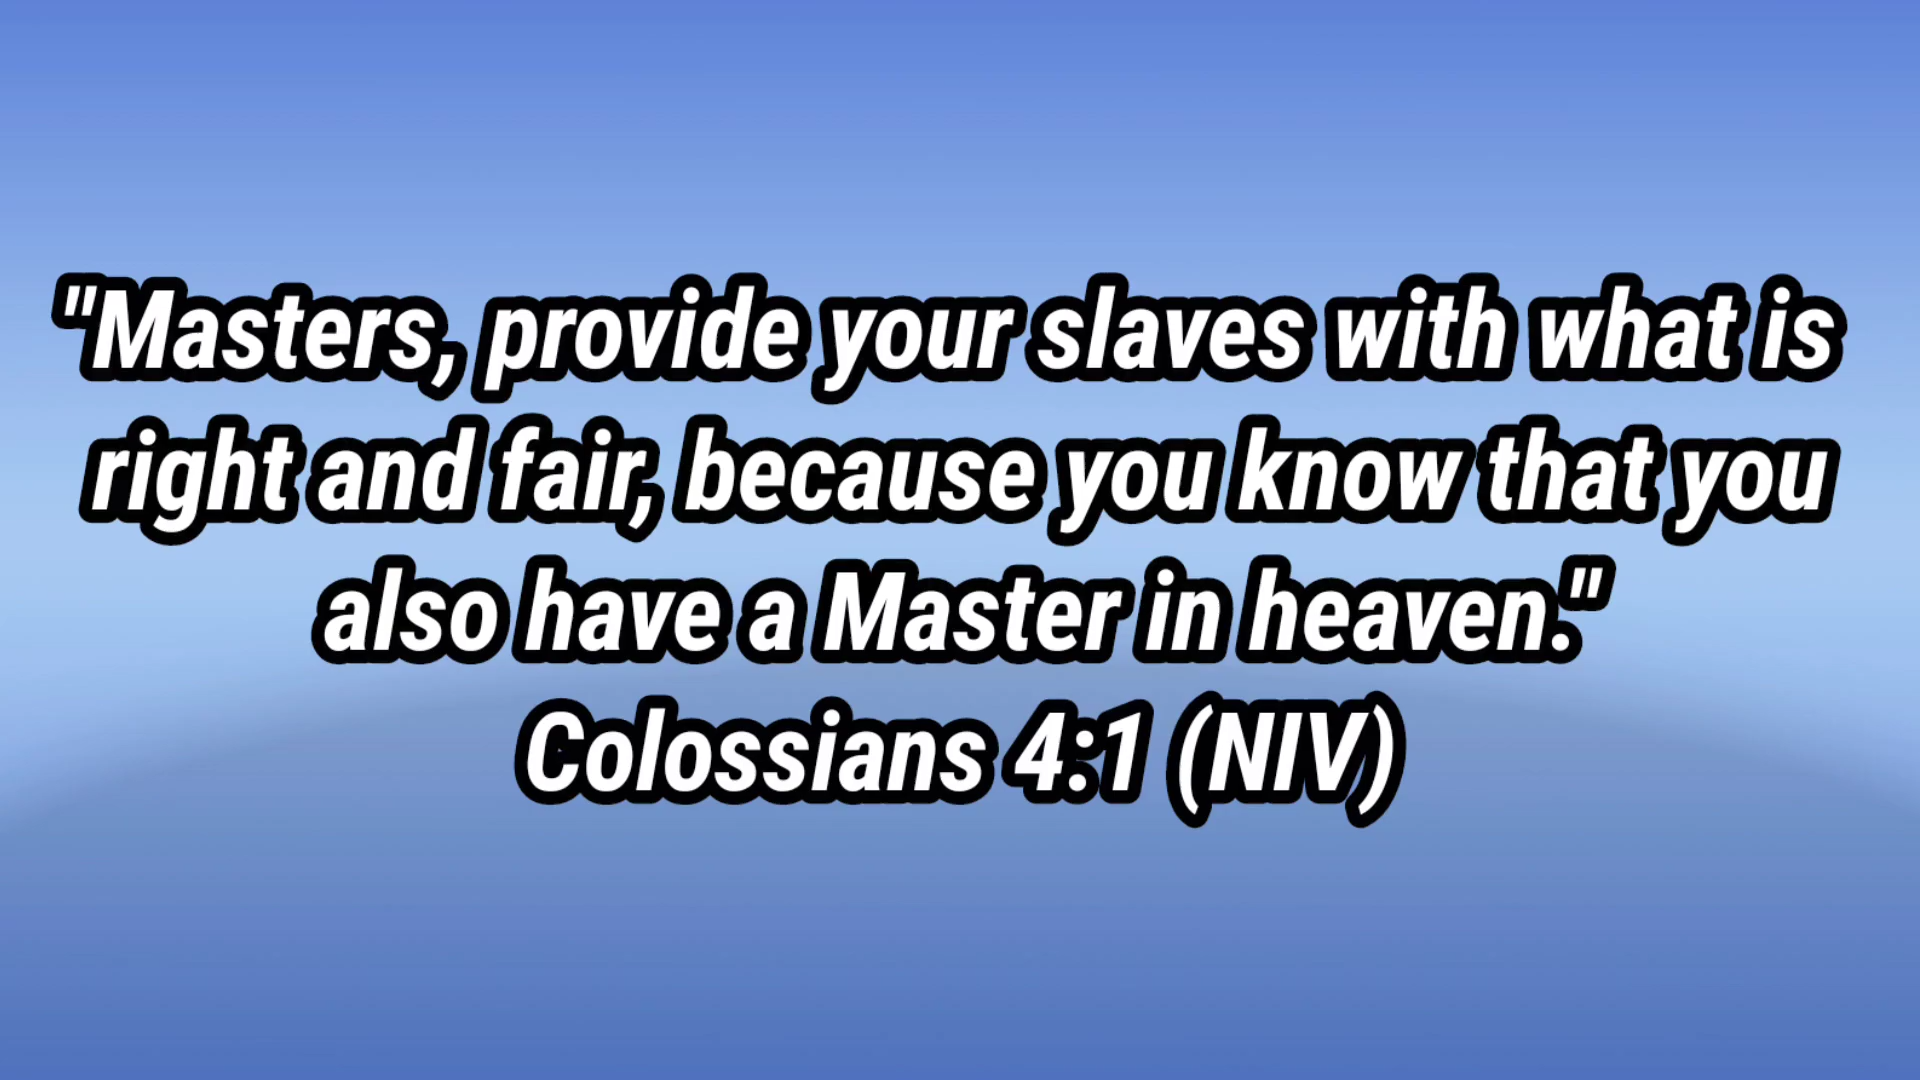 "Masters, provide your slaves with what is
right and fair, because you know that you
also have a Master in heaven."
Colossians 4:1 (NIV)